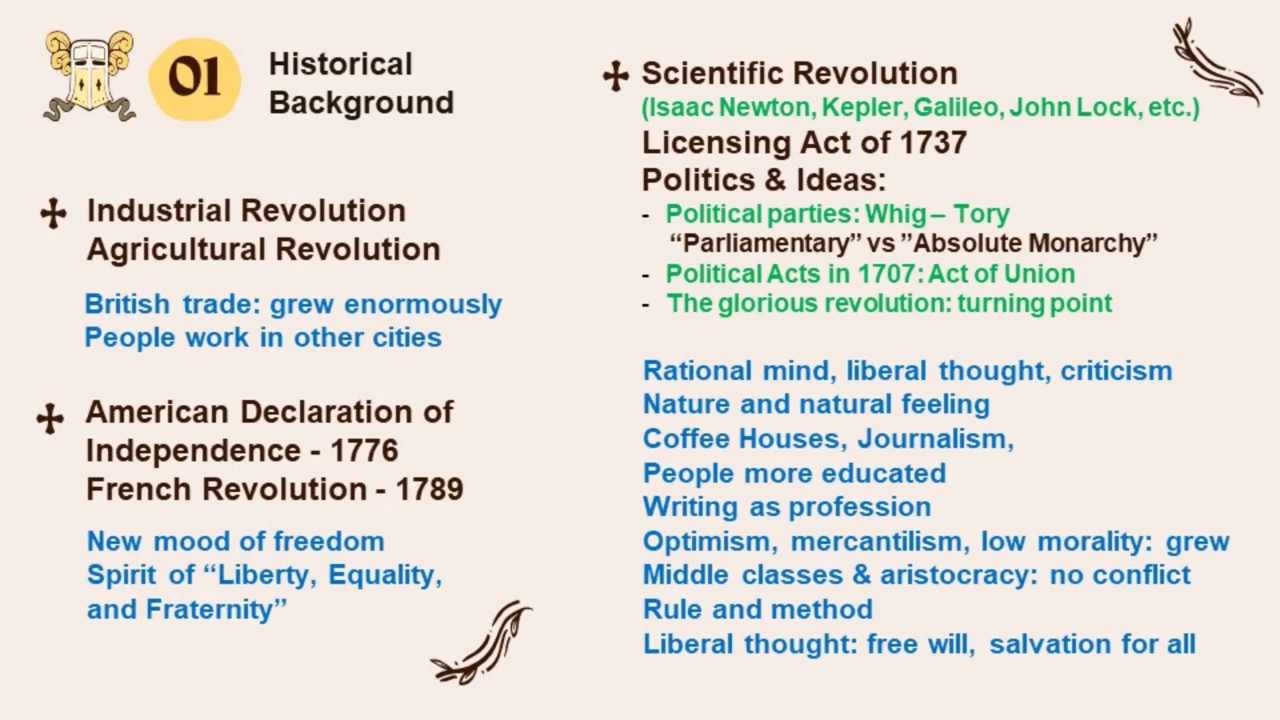 01
Historical
Background
Industrial Revolution
Agricultural Revolution
British trade: grew enormously
People work in other cities
American Declaration of
Independence - 1776
French Revolution - 1789
New mood of freedom
Spirit of “Liberty, Equality,
and Fraternity”
Scientific Revolution
(Isaac Newton, Kepler, Galileo, John Lock, etc.)
Licensing Act of 1737
Politics & Ideas:
- Political parties: Whig – Tory
“Parliamentary” vs ”Absolute Monarchy”
- Political Acts in 1707: Act of Union
- The glorious revolution: turning point
Rational mind, liberal thought, criticism
Nature and natural feeling
Coffee Houses, Journalism,
People more educated
Writing as profession
Optimism, mercantilism, low morality: grew
Middle classes & aristocracy: no conflict
Rule and method
Liberal thought: free will, salvation for all